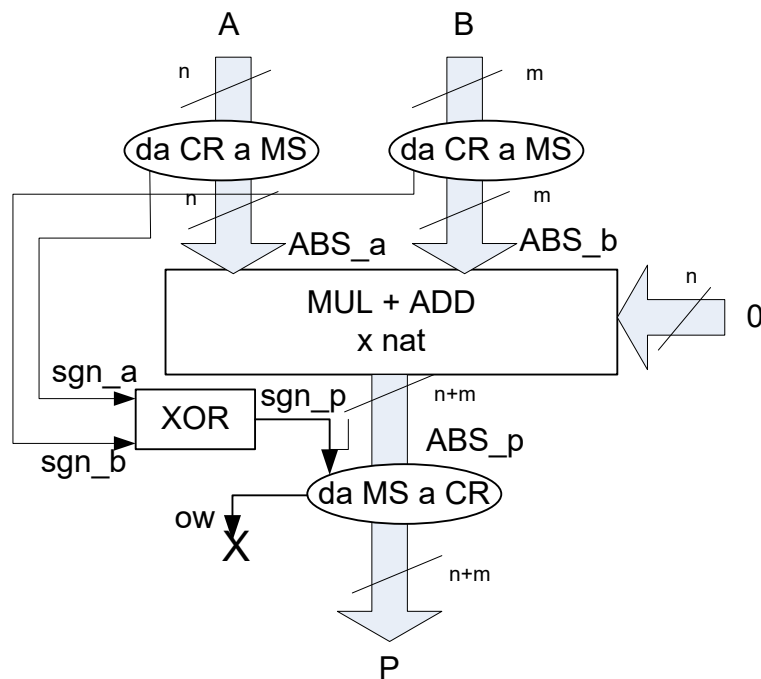 A
B
n
m
da CR a MS
da CR a MS
n
m
ABS_a
ABS_b
n
MUL + ADD
x nat
0
sgn_a
sgn_p
n+m
XOR
ABS_p
sgn_b
da MS a CR
ow
X
n+m
P